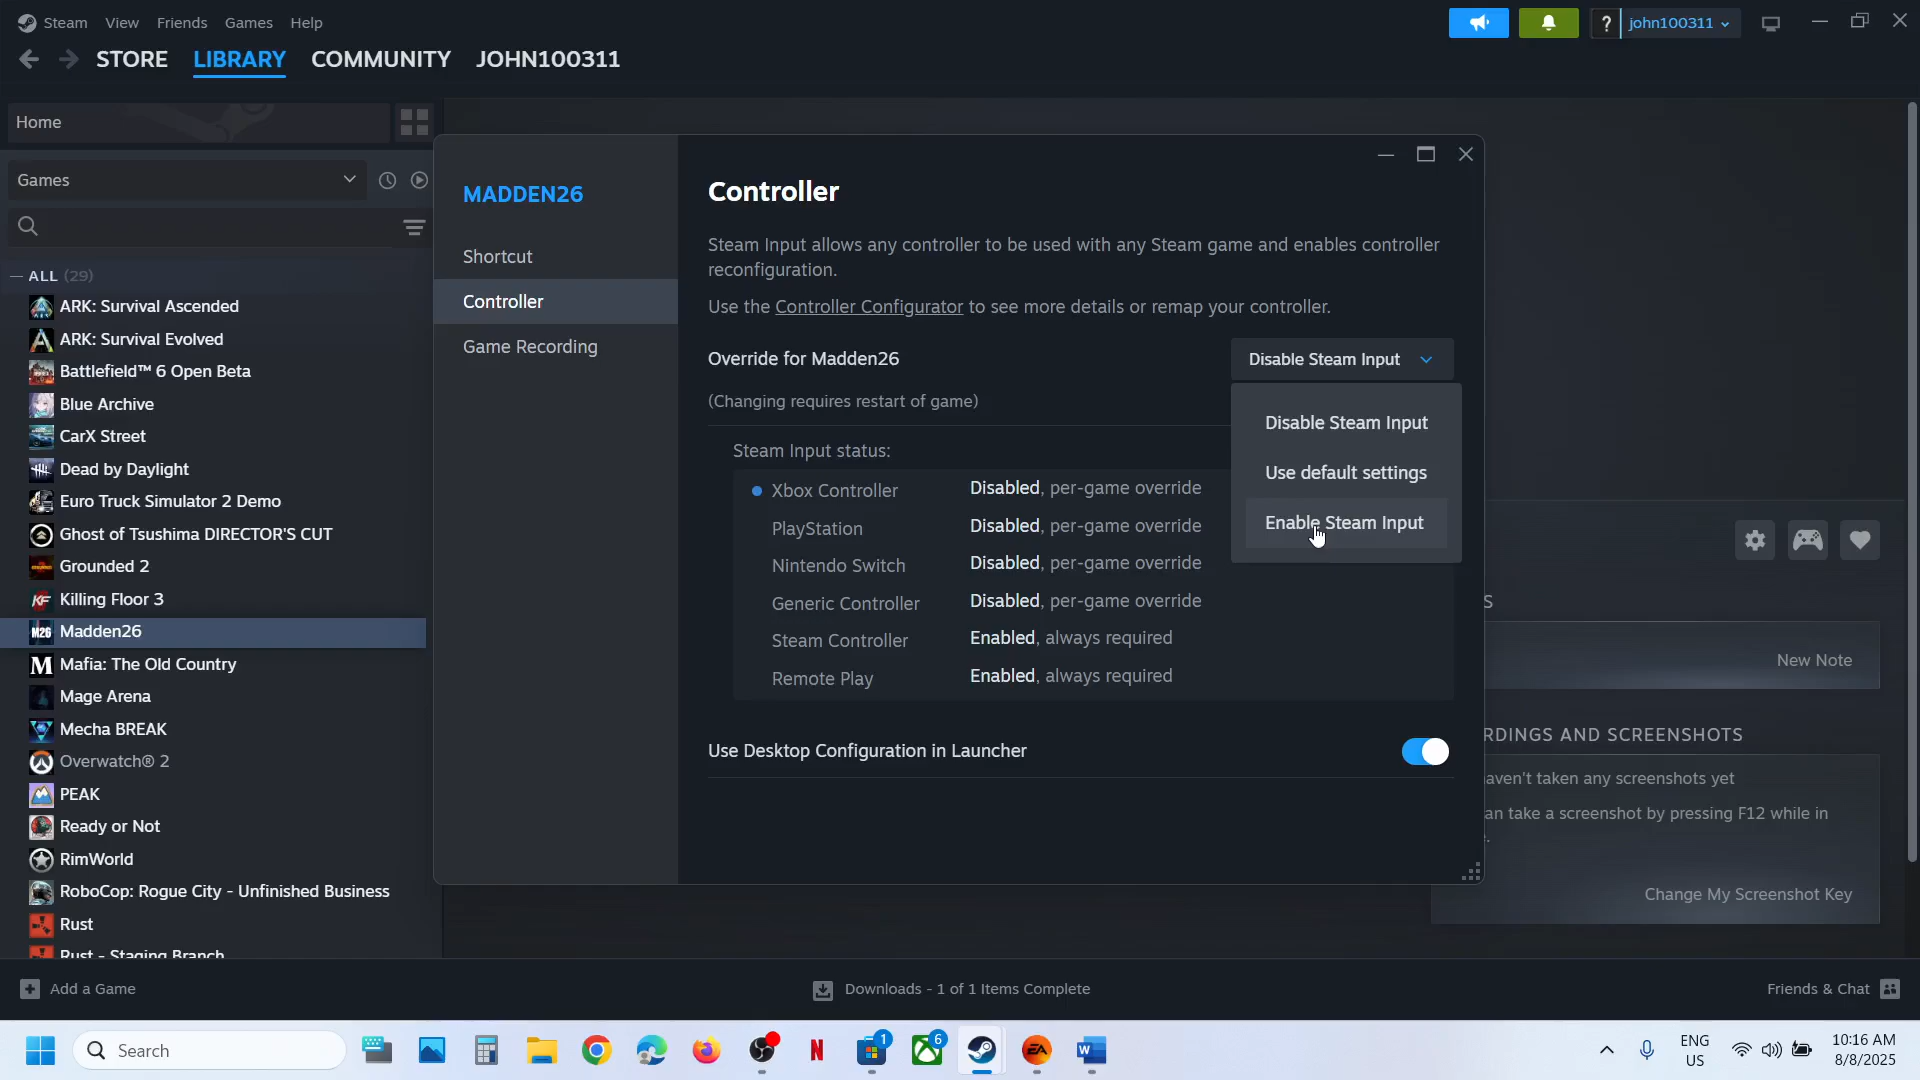 Steam View Friends Games Help
? john100311
STORE LIBRARY COMMUNITY JOHN100311
Home
Games
ALL (29)
ARK: Survival Ascended
ARK: Survival Evolved
Battlefield™ 6 Open Beta
Blue Archive
CarX Street
Dead by Daylight
Euro Truck Simulator 2 Demo
Ghost of Tsushima DIRECTOR'S CUT
Grounded 2
Killing Floor 3
M26 Madden26
Mafia: The Old Country
Mage Arena
Mecha BREAK
Overwatch® 2
PEAK
Ready or Not
RimWorld
RoboCop: Rogue City - Unfinished Business
Rust
Rust - Staging Branch
MADDEN26
Shortcut
Controller
Game Recording
Controller
Steam Input allows any controller to be used with any Steam game and enables controller
reconfiguration.
Use the Controller Configurator to see more details or remap your controller.
Override for Madden26 Disable Steam Input
(Changing requires restart of game)
Disable Steam Input
Use default settings
Enable Steam Input
Steam Input status:
Xbox Controller Disabled, per-game override
PlayStation Disabled, per-game override
Nintendo Switch Disabled, per-game override
Generic Controller Disabled, per-game override
Steam Controller Enabled, always required
Remote Play Enabled, always required
Use Desktop Configuration in Launcher
S
New Note
RDINGS AND SCREENSHOTS
aven't taken any screenshots yet
an take a screenshot by pressing F12 while in
Change My Screenshot Key
Add a Game
Downloads - 1 of 1 Items Complete
Friends & Chat
Search
1
6
ENG
US
10:16 AM
8/8/2025